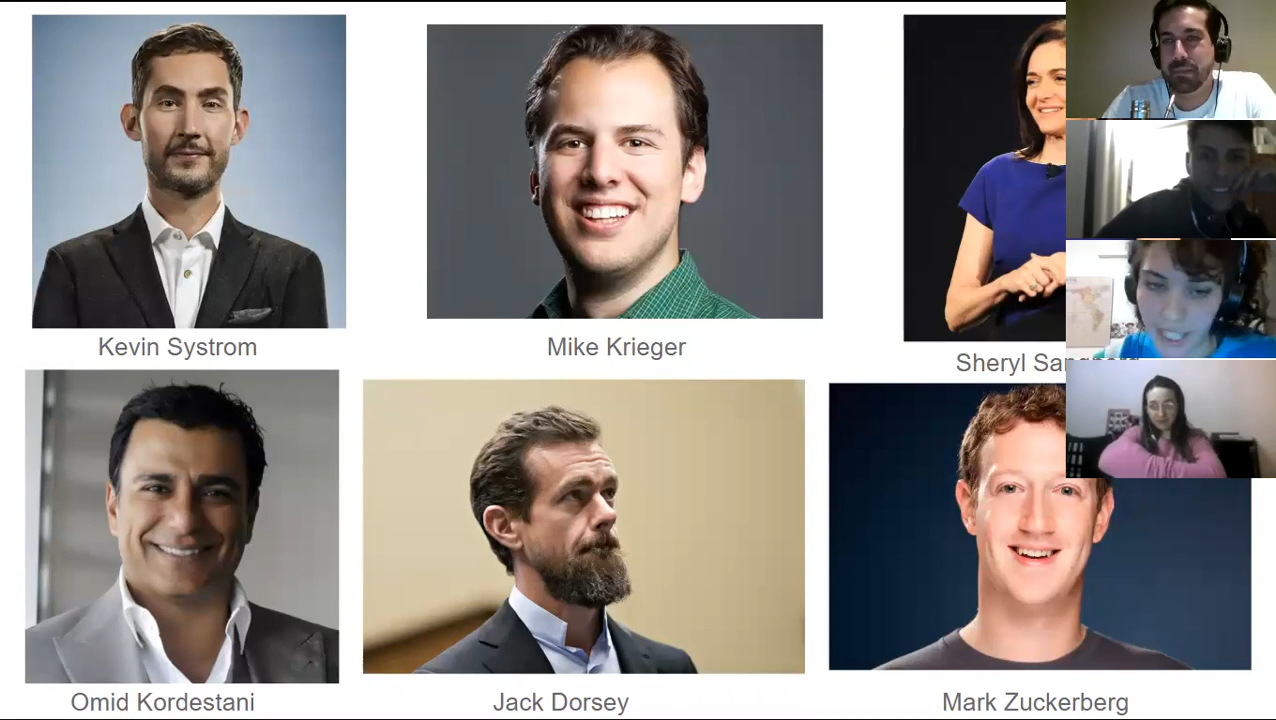 Kevin Systrom
Mike Krieger
Sheryl
Omid Kordestani
Jack Dorsey
Mark Zuckerberg